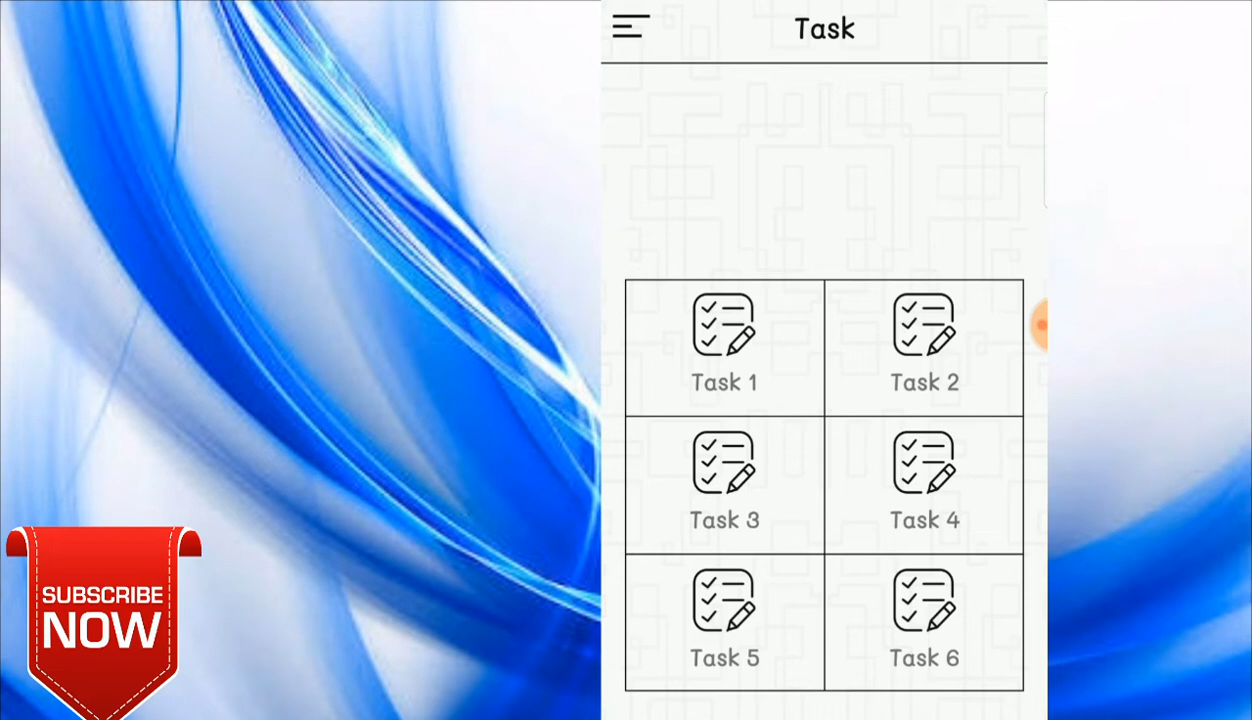 Task
Task 1
Task 2
Task 3
Task 4
Task 5
Task 6
SUBSCRIBE
NOW